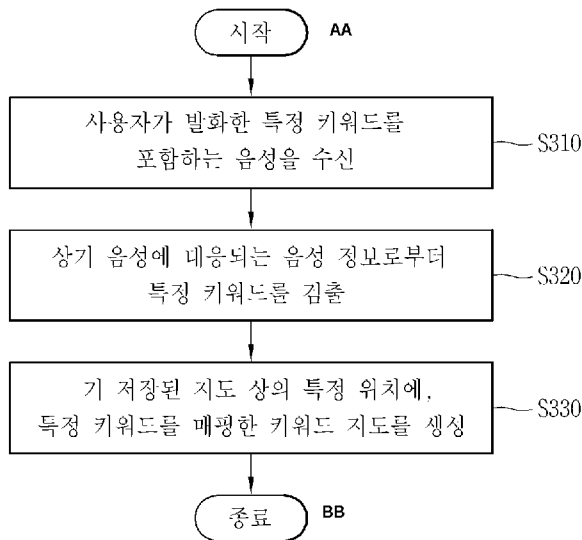 시작 AA
사용자가 발화한 특정 키워드를
포함하는 음성을 수신
S310
상기 음성에 대응되는 음성 정보로부터
특정 키워드를 검출
S320
기 저장된 지도 상의 특정 위치에,
특정 키워드를 매핑한 키워드 지도를 생성
S330
종료 BB